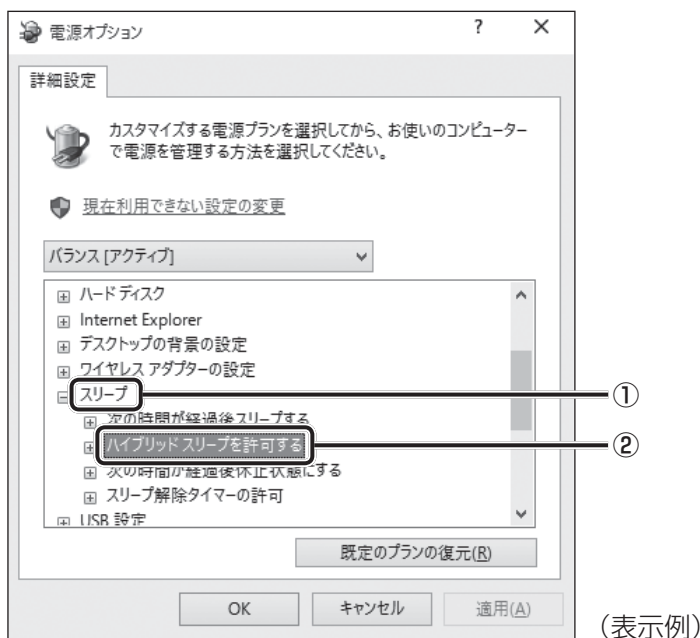 電源オプション ? ×
詳細設定
カスタマイズする電源プランを選択してから、お使いのコンピューター
で電源を管理する方法を選択してください。
現在利用できない設定の変更
バランス [アクティブ]
ハード ディスク
Internet Explorer
デスクトップの背景の設定
ワイヤレス アダプターの設定
スリープ ①
次の時間が経過後スリープする
ハイブリッド スリープを許可する ②
次の時間が経過後休止状態にする
スリープ解除タイマーの許可
USB 設定
既定のプランの復元(R)
OK キャンセル 適用(A)
（表示例）